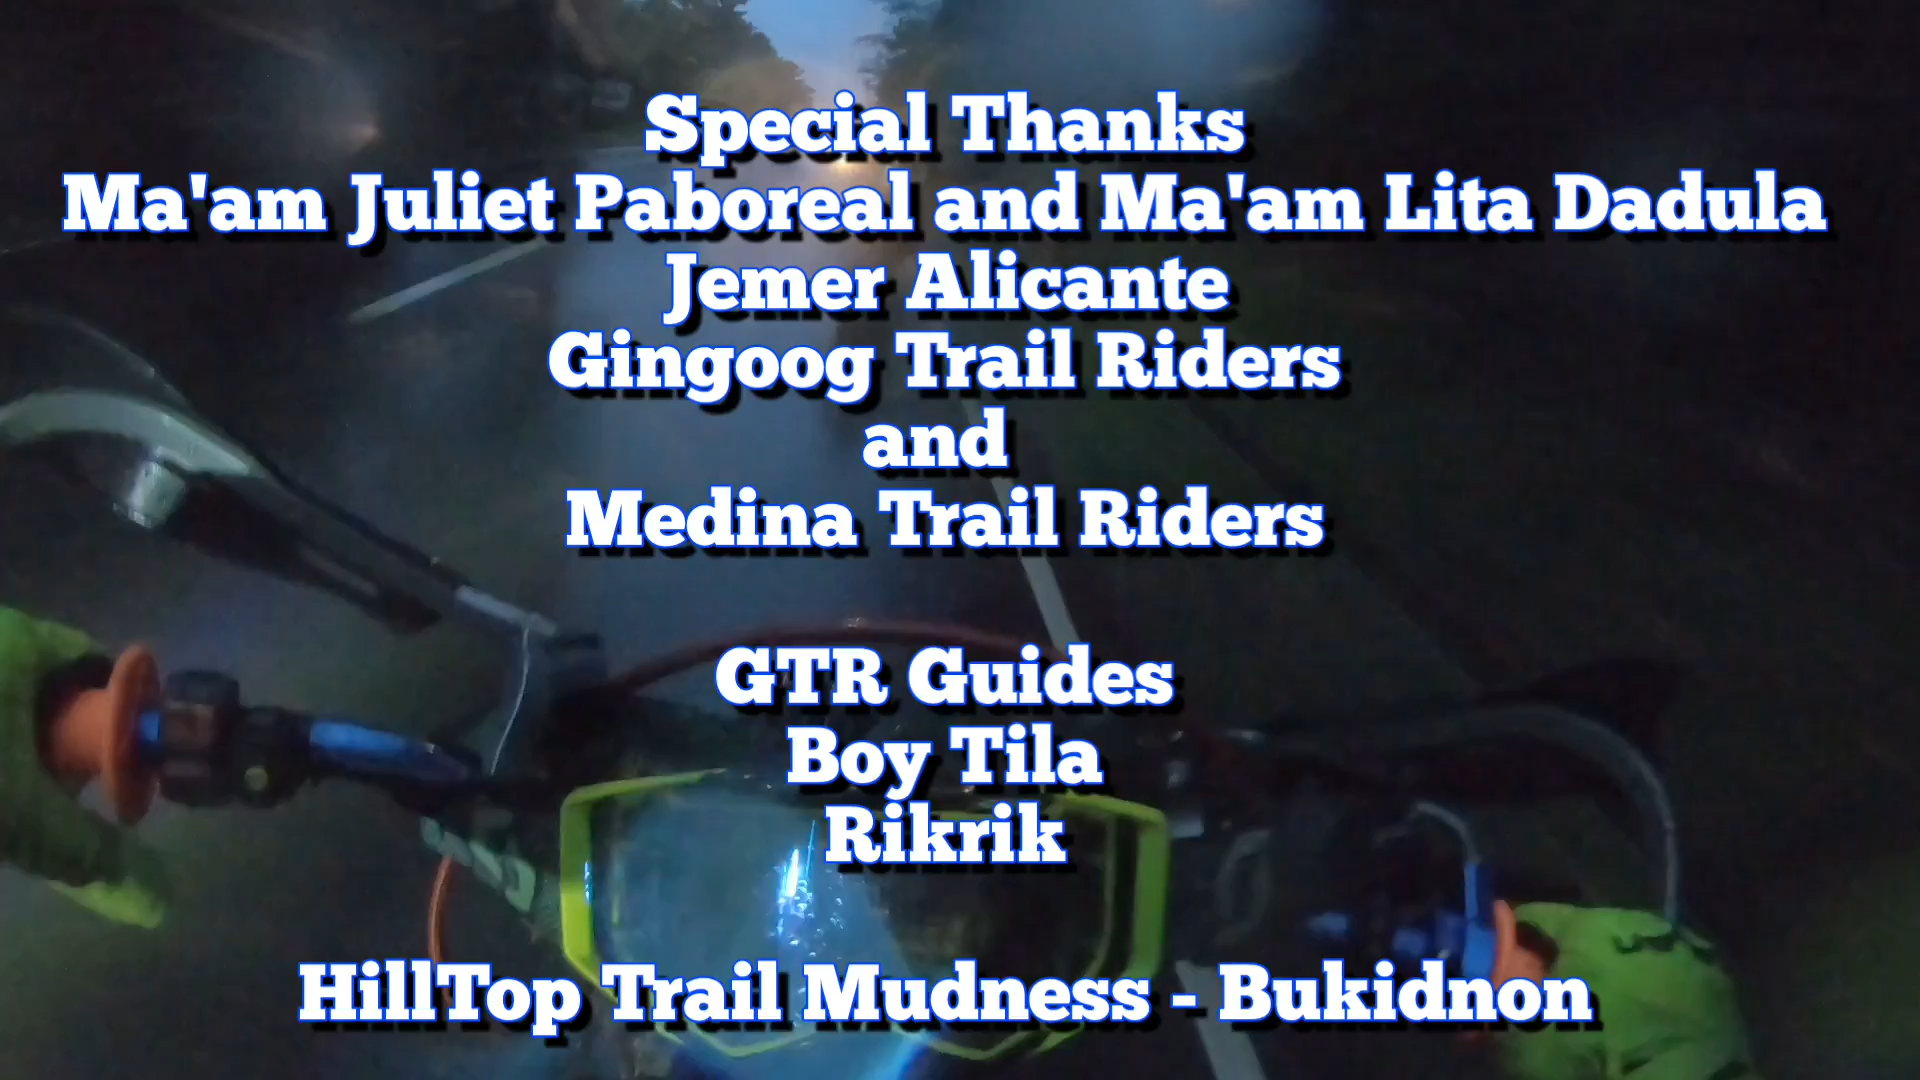 Special Thanks
Ma'am Juliet Paboreal and Ma'am Lita Dadula
Jemer Alicante
Gingoog Trail Riders
and
Medina Trail Riders
GTR Guides
Boy Tila
Rikrik
HillTop Trail Mudness - Bukidnon